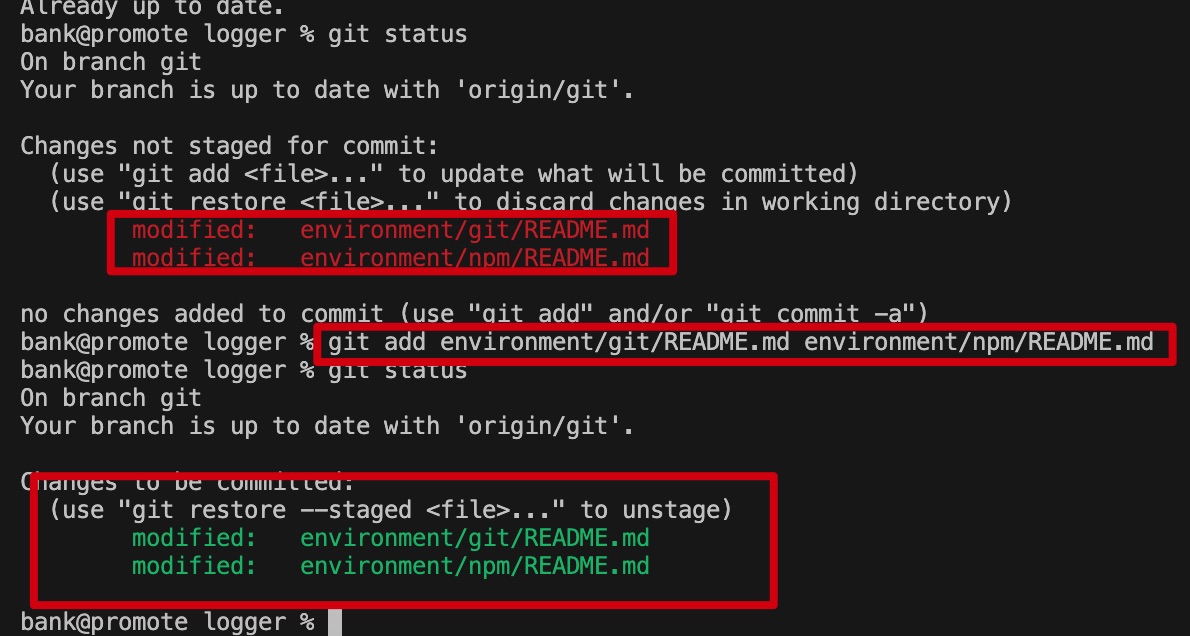 Already up to date.
bank@promote logger % git status
On branch git
Your branch is up to date with 'origin/git'.
Changes not staged for commit:
(use "git add <file>..." to update what will be committed)
(use "git restore <file>..." to discard changes in working directory)
modified: environment/git/README.md
modified: environment/npm/README.md
no changes added to commit (use "git add" and/or "git commit -a")
bank@promote logger % git add environment/git/README.md environment/npm/README.md
bank@promote logger % git status
On branch git
Your branch is up to date with 'origin/git'.
Changes to be committed:
(use "git restore --staged <file>..." to unstage)
modified: environment/git/README.md
modified: environment/npm/README.md
bank@promote logger %